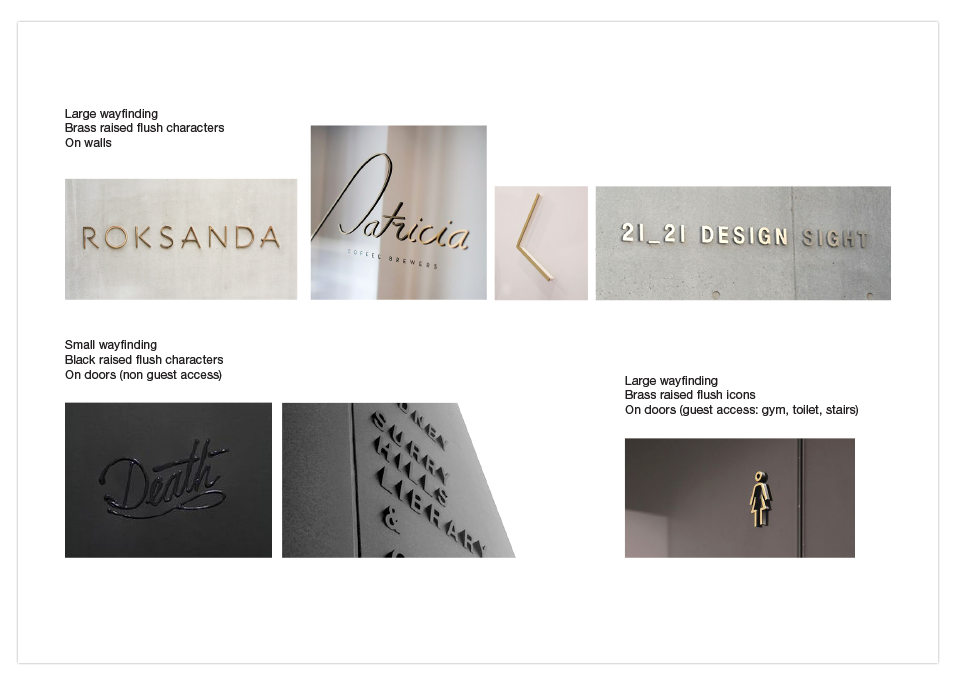 Large wayfinding
Brass raised flush characters
On walls
ROKSANDA
Patricia
COFFEE BREWERS
21_21 DESIGN SIGHT
Small wayfinding
Black raised flush characters
On doors (non guest access)
Death
SURRY
HILLS
LIBRARY
&
Large wayfinding
Brass raised flush icons
On doors (guest access: gym, toilet, stairs)